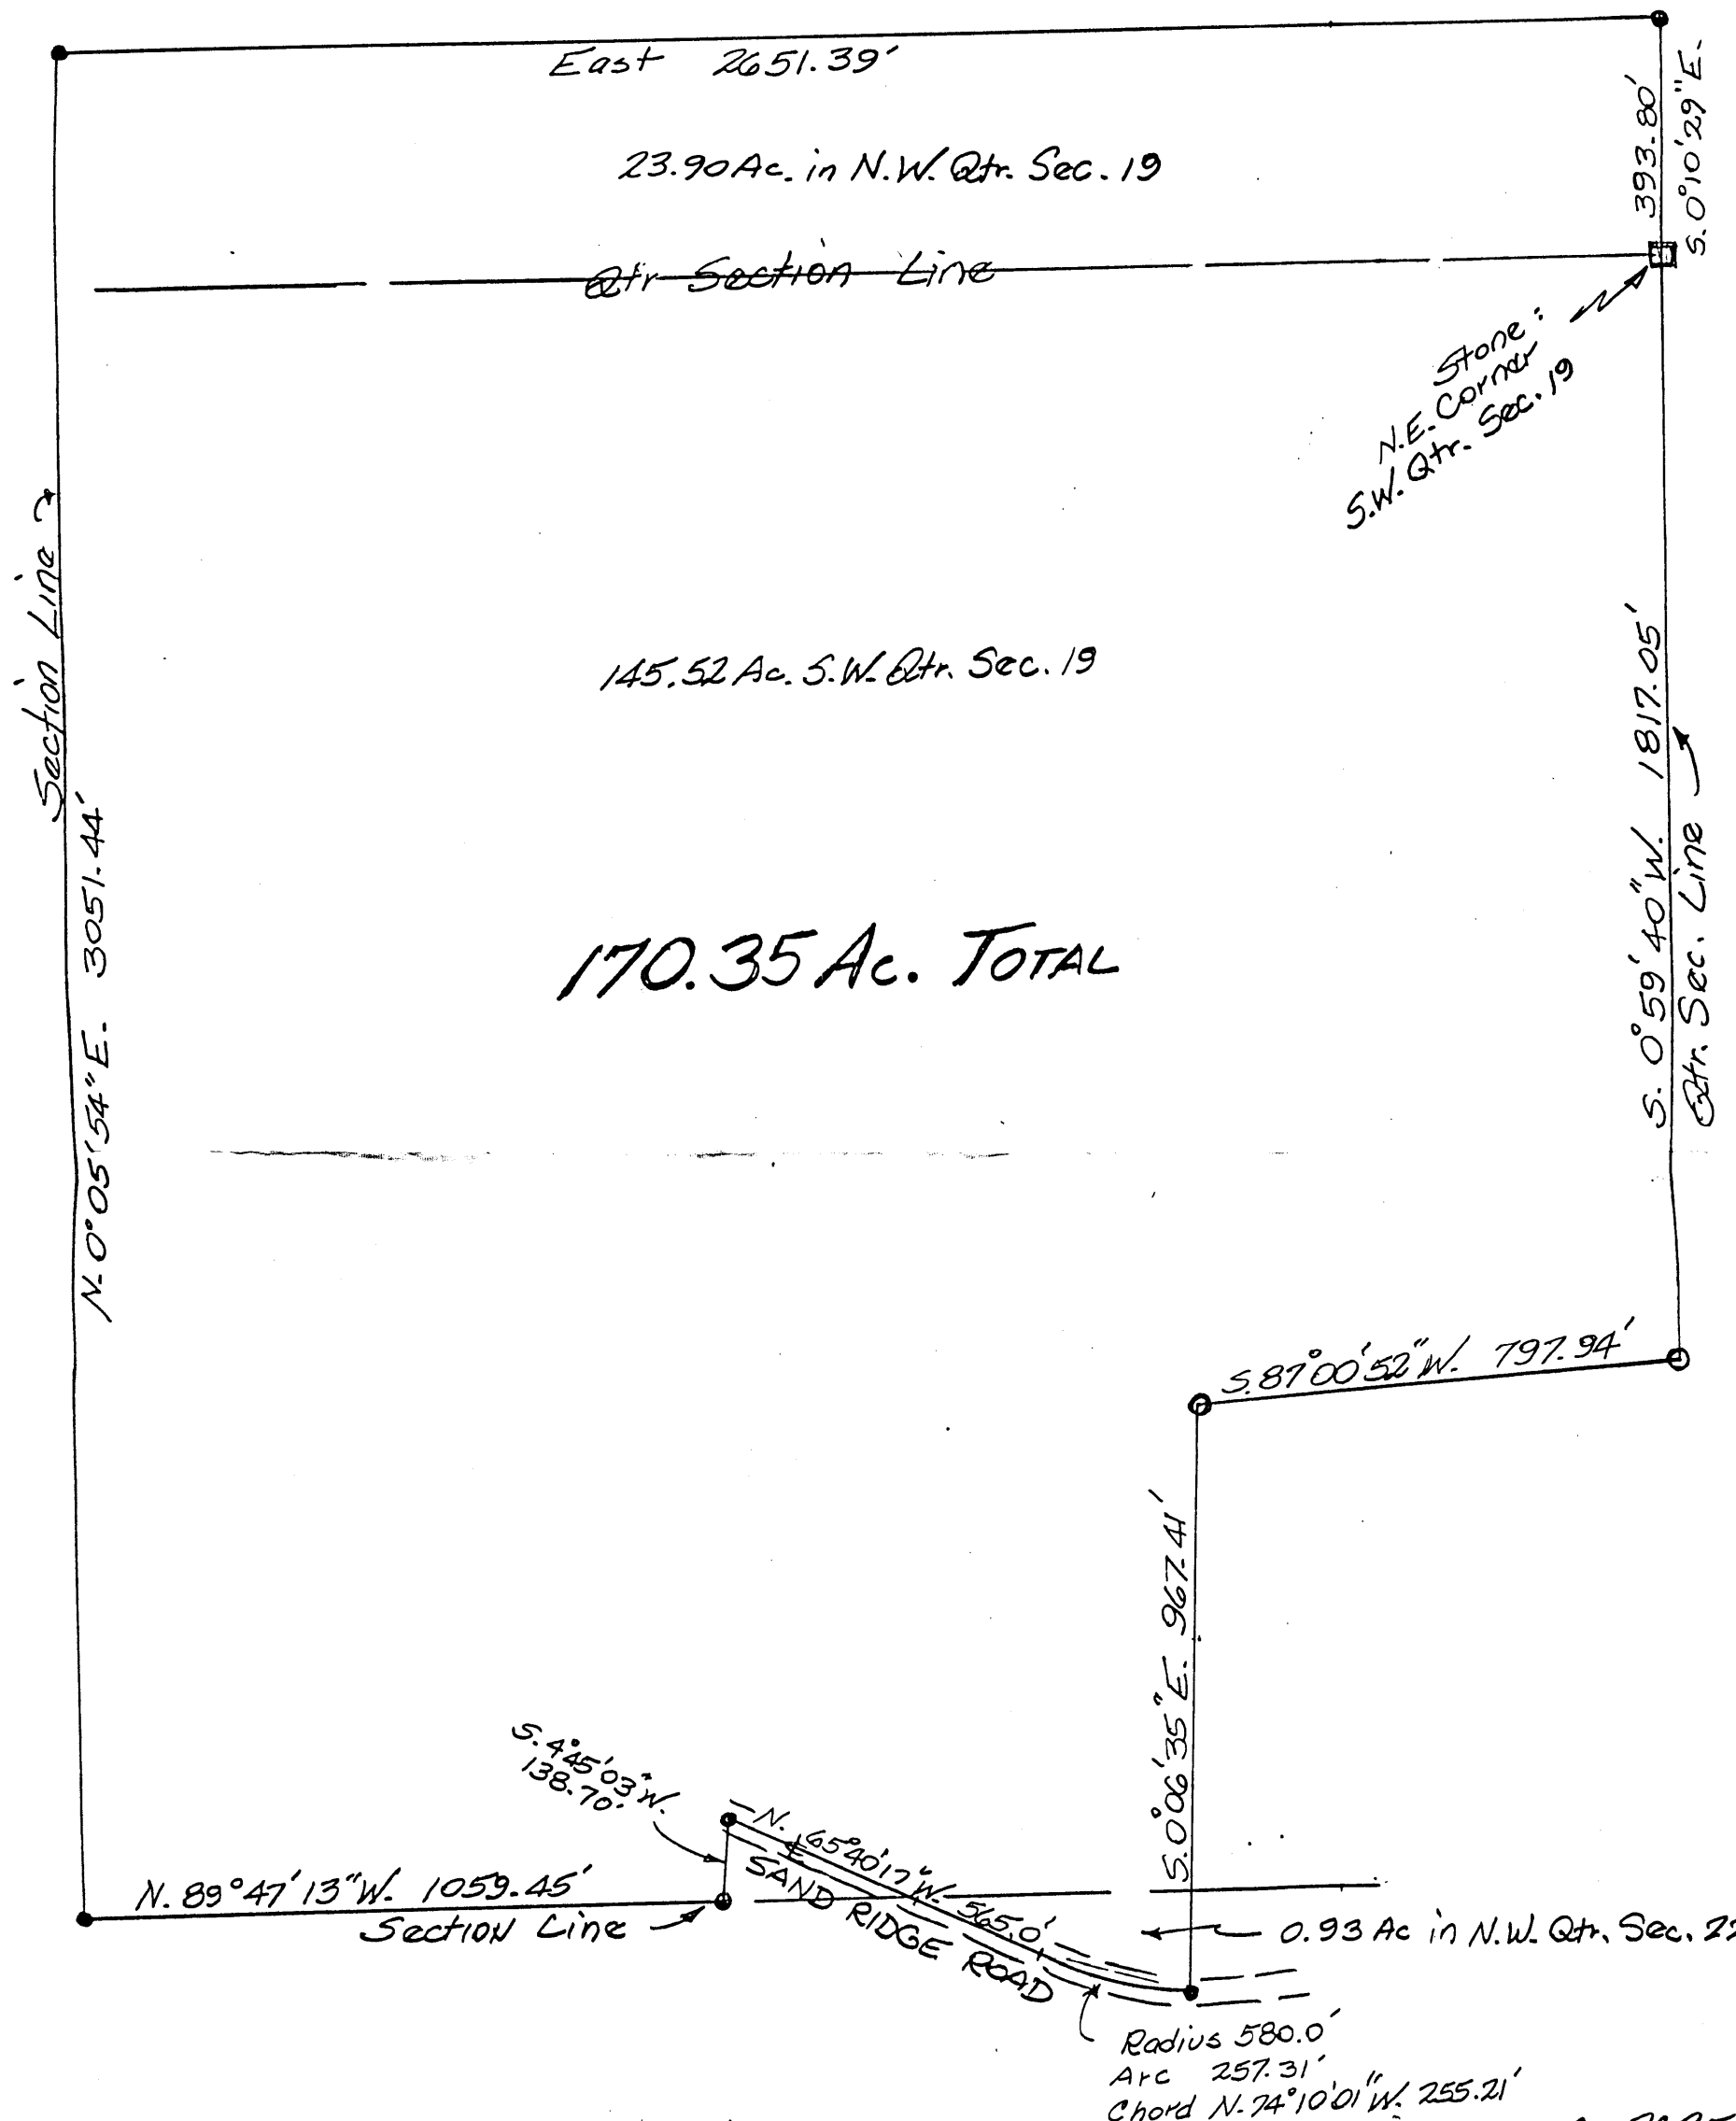 East 2651.39'
393.80'
S.0°10'29"E.
23.90 Ac. in N.W. Qtr. Sec. 19
Qtr Section Line
Stone:
N.E. Corner
S.W. Qtr. Sec. 19
Section Line
145.52 Ac. S.W. Qtr. Sec. 19
S. 0°59'40"W. 1817.05'
Qtr. Sec. Line
N. 0°05'54"E. 3051.44'
170.35 Ac. TOTAL
S.87°00'52"W. 797.94'
S.0°06'35"E. 967.41'
S.4°45'03"W.
138.70'
N. 65°40'17"W. 565.0'
SAND RIDGE ROAD
N. 89°47'13"W. 1059.45'
Section Line
0.93 Ac in N.W. Qtr. Sec. 22
Radius 580.0'
Arc 257.31'
Chord N.74°10'01"W. 255.21'